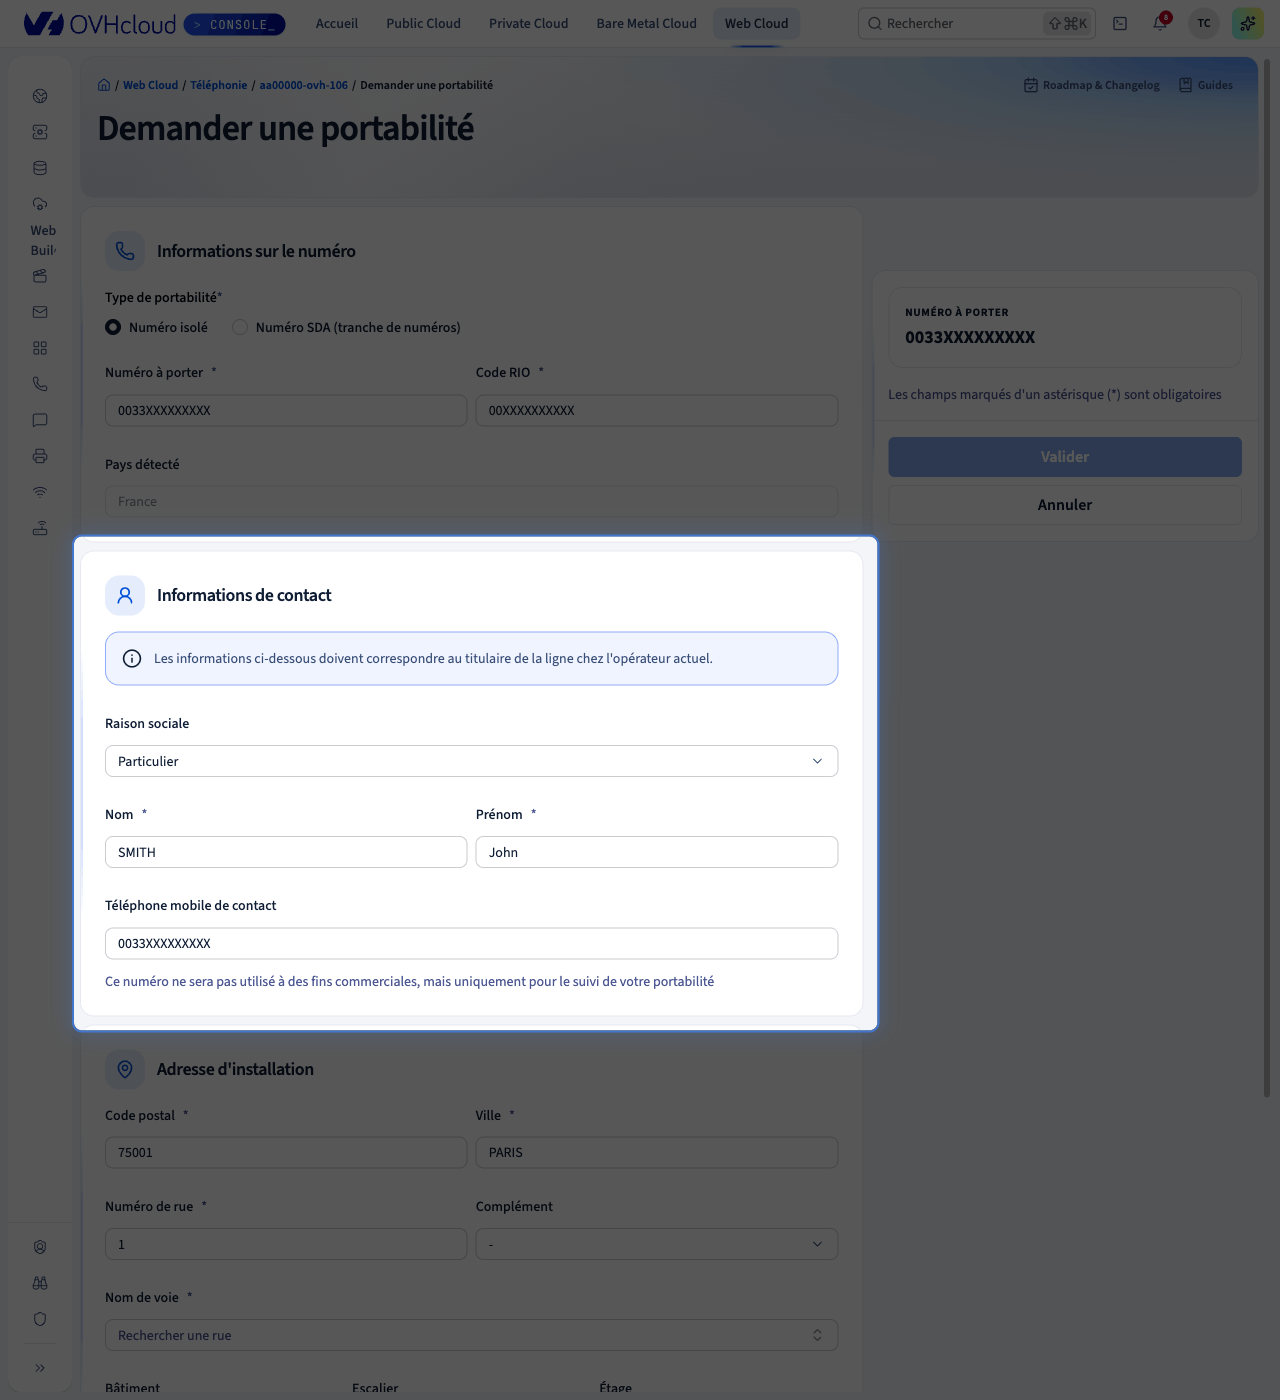 OVHcloud > CONSOLE_ Accueil Public Cloud Private Cloud Bare Metal Cloud Web Cloud Rechercher ⇧⌘K 8 TC
/ Web Cloud / Téléphonie / aa00000-ovh-106 / Demander une portabilité
Roadmap & Changelog Guides
Demander une portabilité
Web
Informations sur le numéro
Type de portabilité*
Numéro isolé Numéro SDA (tranche de numéros)
Numéro à porter * Code RIO *
0033XXXXXXXXX 00XXXXXXXXXX
Pays détecté
France
NUMÉRO À PORTER
0033XXXXXXXXX
Les champs marqués d'un astérisque (*) sont obligatoires
Valider
Annuler
Informations de contact
Les informations ci-dessous doivent correspondre au titulaire de la ligne chez l'opérateur actuel.
Raison sociale
Particulier
Nom * Prénom *
SMITH John
Téléphone mobile de contact
0033XXXXXXXXX
Ce numéro ne sera pas utilisé à des fins commerciales, mais uniquement pour le suivi de votre portabilité
Adresse d'installation
Code postal * Ville *
75001 PARIS
Numéro de rue * Complément
1 -
Nom de voie *
Rechercher une rue
Bâtiment Escalier Étage